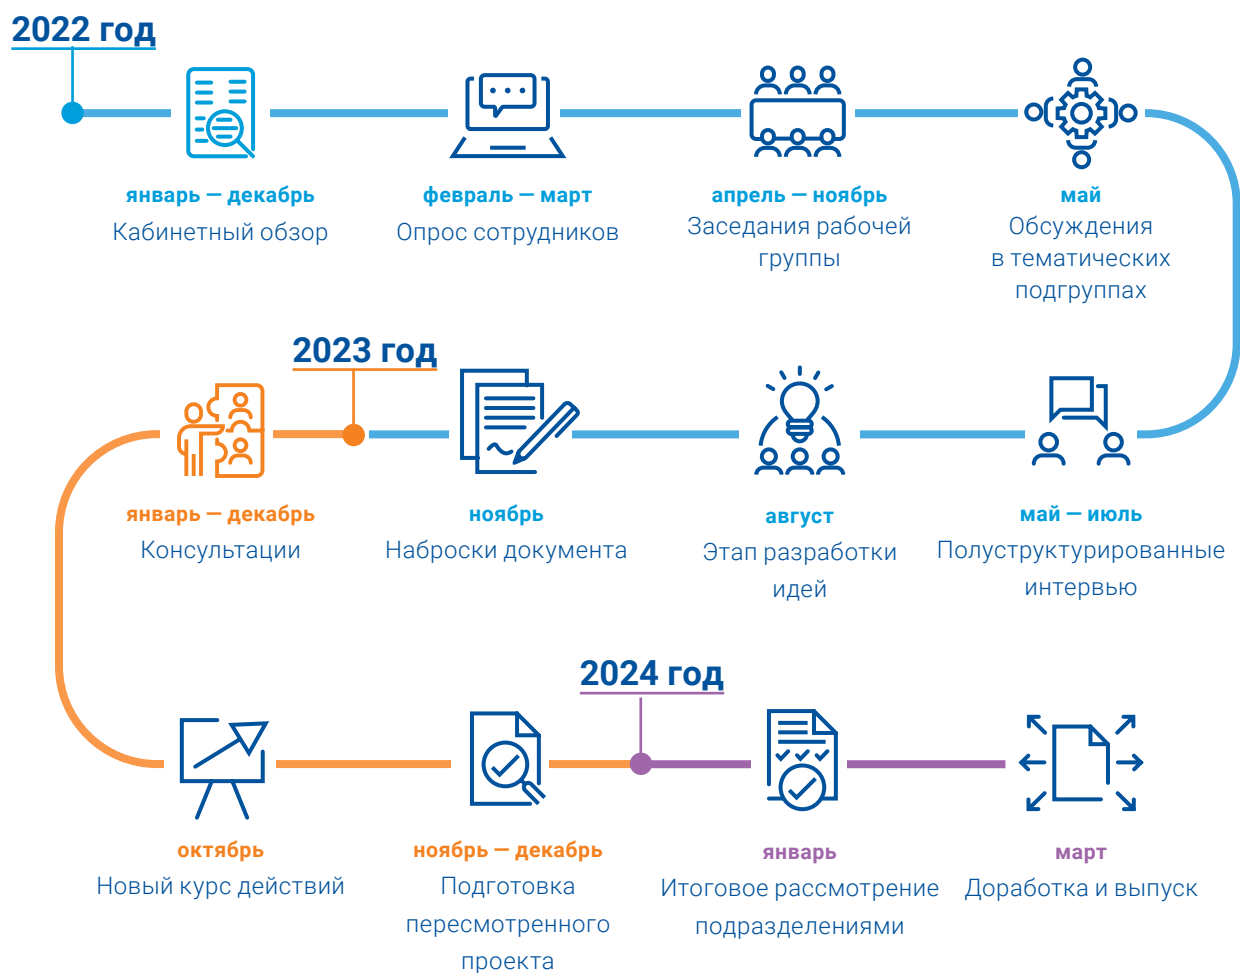 2022 год
январь — декабрь
Кабинетный обзор
февраль — март
Опрос сотрудников
апрель — ноябрь
Заседания рабочей
группы
май
Обсуждения
в тематических
подгруппах
май — июль
Полуструктурированные
интервью
август
Этап разработки
идей
ноябрь
Наброски документа
2023 год
январь — декабрь
Консультации
октябрь
Новый курс действий
ноябрь — декабрь
Подготовка
пересмотренного
проекта
2024 год
январь
Итоговое рассмотрение
подразделениями
март
Доработка и выпуск